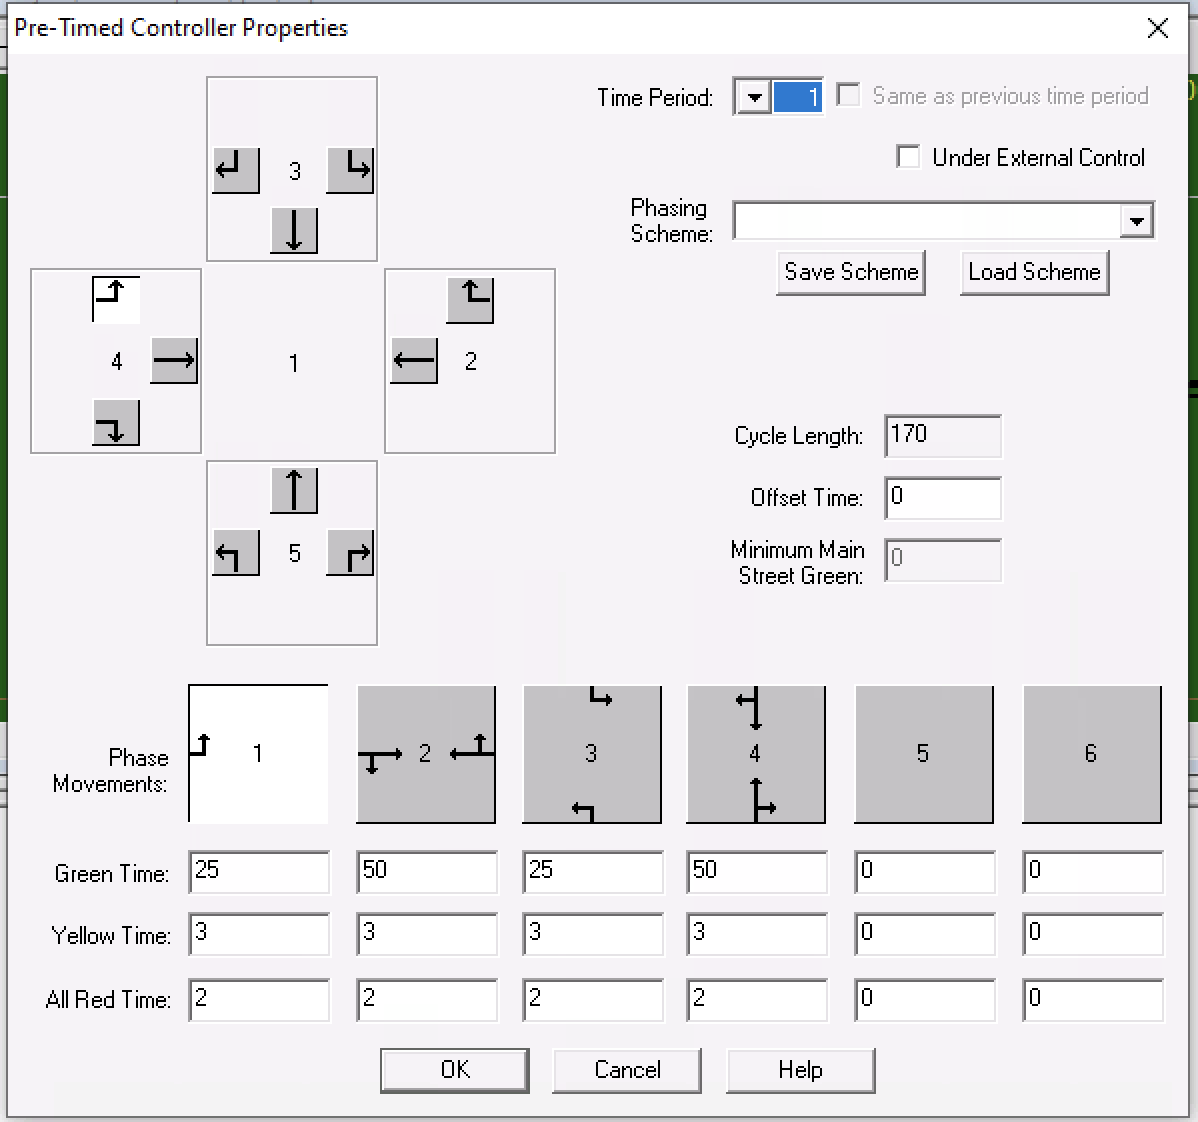 Pre-Timed Controller Properties
Time Period: 1 Same as previous time period
Under External Control
Phasing
Scheme:
Save Scheme Load Scheme
3
4 1 2
5
Cycle Length: 170
Offset Time: 0
Minimum Main
Street Green: 0
Phase
Movements: 1 2 3 4 5 6
Green Time: 25 50 25 50 0 0
Yellow Time: 3 3 3 3 0 0
All Red Time: 2 2 2 2 0 0
OK Cancel Help